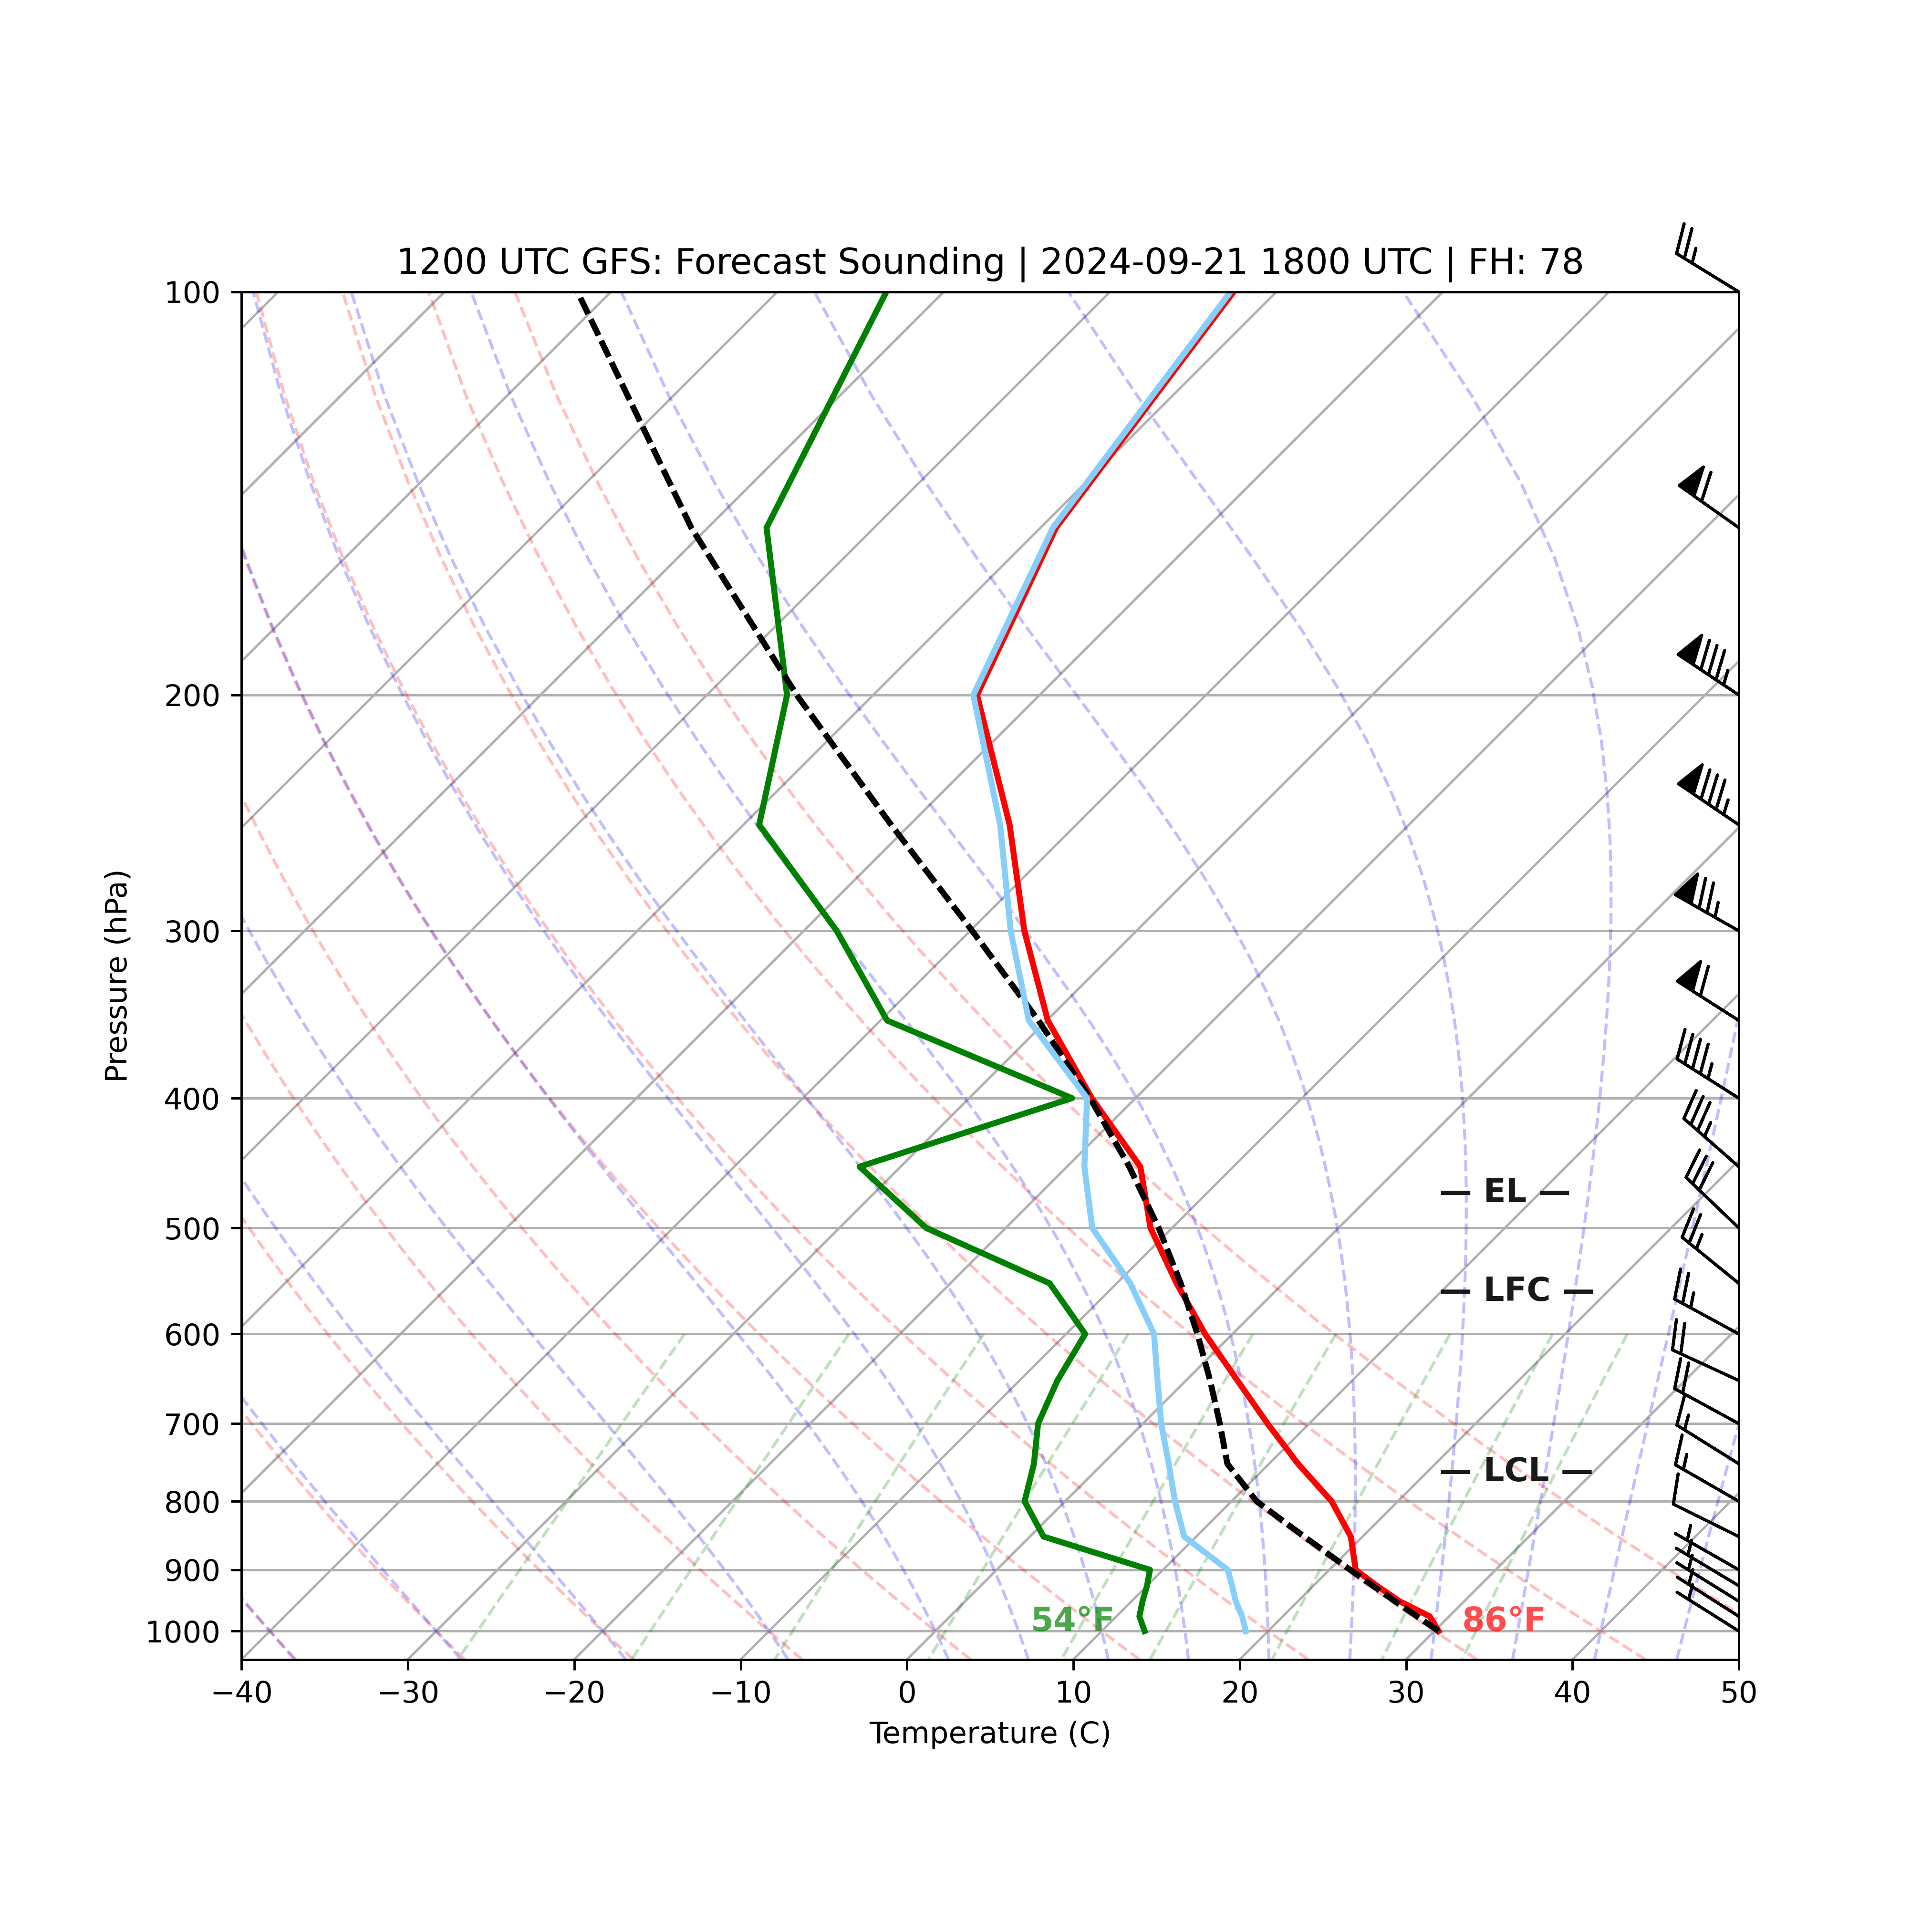 1200 UTC GFS: Forecast Sounding | 2024-09-21 1800 UTC | FH: 78
100
200
300
400
500
600
700
800
900
1000
Pressure (hPa)
— EL —
— LFC —
— LCL —
54°F
86°F
−40 −30 −20 −10 0 10 20 30 40 50
Temperature (C)